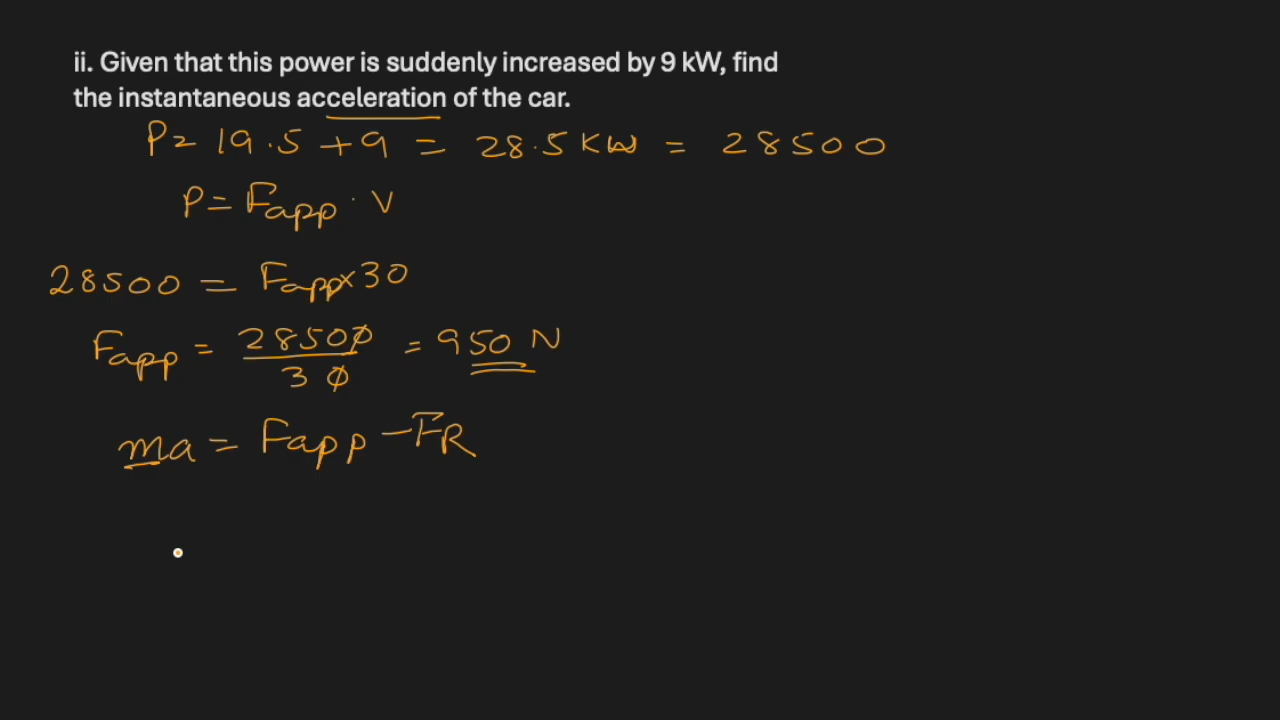 ii. Given that this power is suddenly increased by 9 kW, find
the instantaneous acceleration of the car.
P= 19.5 + 9 = 28.5 KW = 28500
P= Fapp · V
28500 = Fapp x 30
Fapp = 28500/30 = 950 N
ma = Fapp - FR